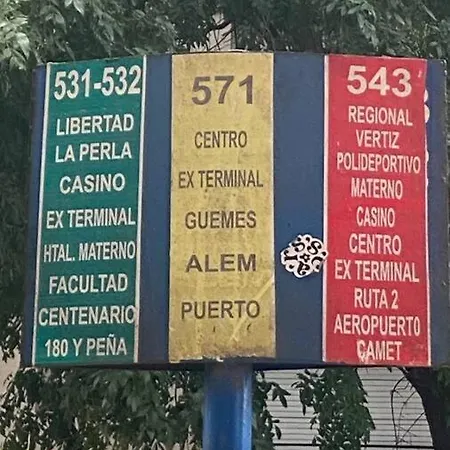 531-532
LIBERTAD
LA PERLA
CASINO
EX TERMINAL
HTAL. MATERNO
FACULTAD
CENTENARIO
180 Y PEÑA
571
CENTRO
EX TERMINAL
GUEMES
ALEM
PUERTO
543
REGIONAL
VERTIZ
POLIDEPORTIVO
MATERNO
CASINO
CENTRO
EX TERMINAL
RUTA 2
AEROPUERTO
CAMET